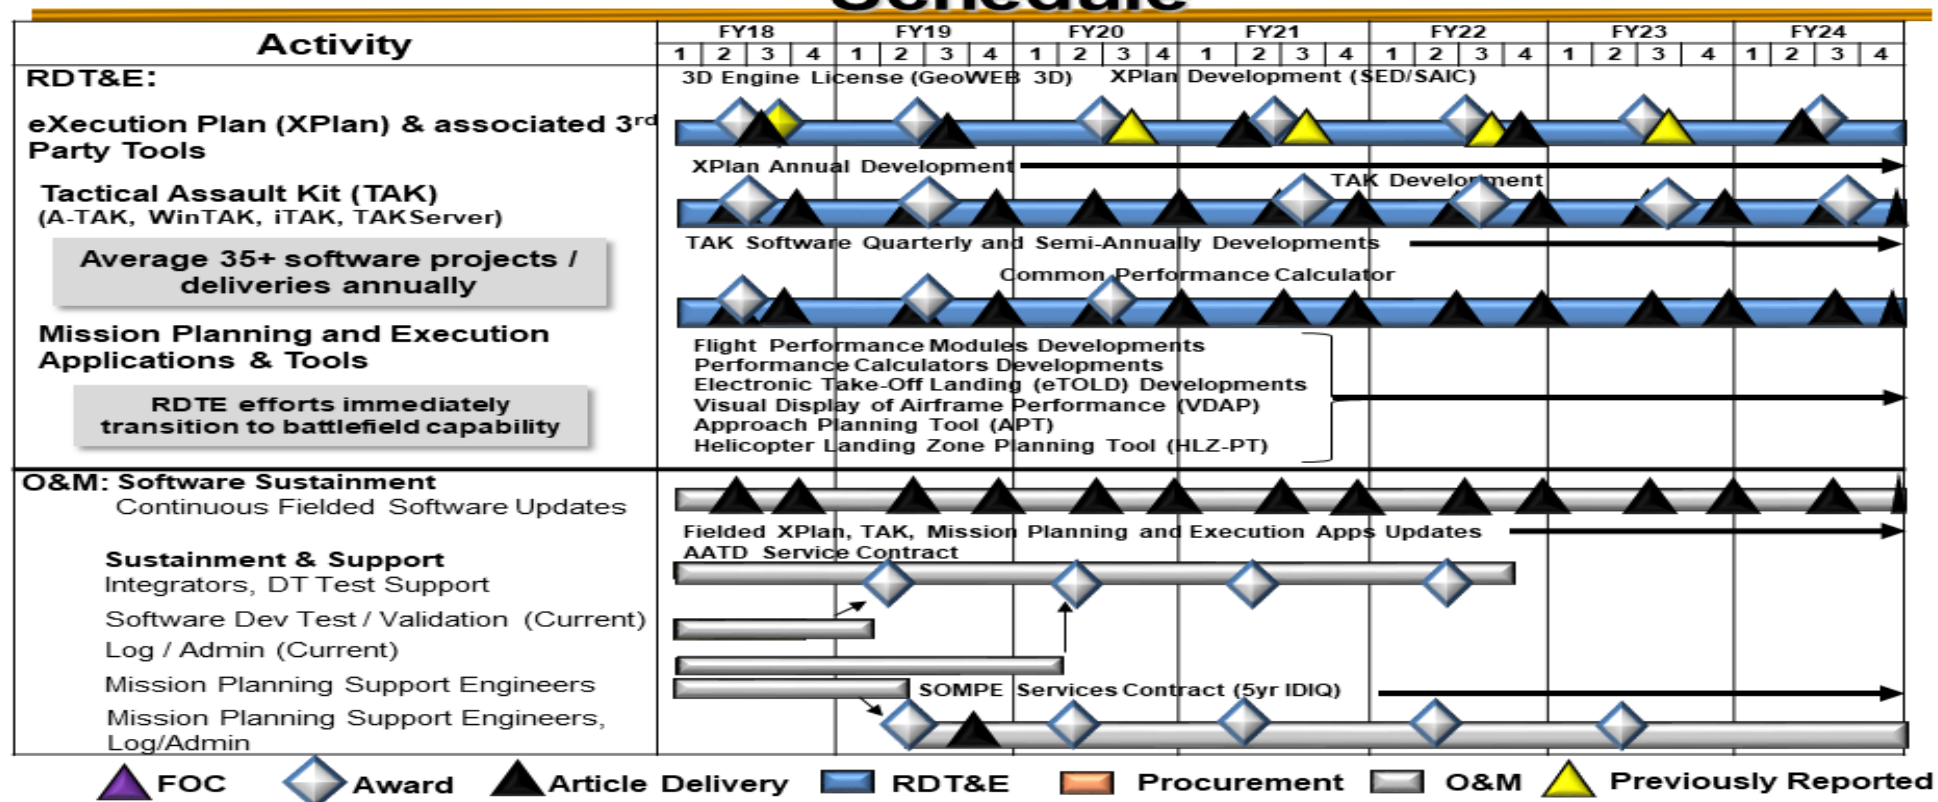 Schedule
Activity
FY18 FY19 FY20 FY21 FY22 FY23 FY24
1 2 3 4 1 2 3 4 1 2 3 4 1 2 3 4 1 2 3 4 1 2 3 4 1 2 3 4
RDT&E:
3D Engine License (GeoWEB 3D) XPlan Development (SED/SAIC)
eXecution Plan (XPlan) & associated 3rd
Party Tools
XPlan Annual Development
TAK Development
Tactical Assault Kit (TAK)
(A-TAK, WinTAK, iTAK, TAKServer)
TAK Software Quarterly and Semi-Annually Developments
Average 35+ software projects /
deliveries annually
Common Performance Calculator
Mission Planning and Execution
Applications & Tools
Flight Performance Modules Developments
Performance Calculators Developments
Electronic Take-Off Landing (eTOLD) Developments
Visual Display of Airframe Performance (VDAP)
Approach Planning Tool (APT)
Helicopter Landing Zone Planning Tool (HLZ-PT)
RDTE efforts immediately
transition to battlefield capability
O&M: Software Sustainment
Continuous Fielded Software Updates
Fielded XPlan, TAK, Mission Planning and Execution Apps Updates
AATD Service Contract
Sustainment & Support
Integrators, DT Test Support
Software Dev Test / Validation (Current)
Log / Admin (Current)
Mission Planning Support Engineers
SOMPE Services Contract (5yr IDIQ)
Mission Planning Support Engineers,
Log/Admin
FOC Award Article Delivery RDT&E Procurement O&M Previously Reported